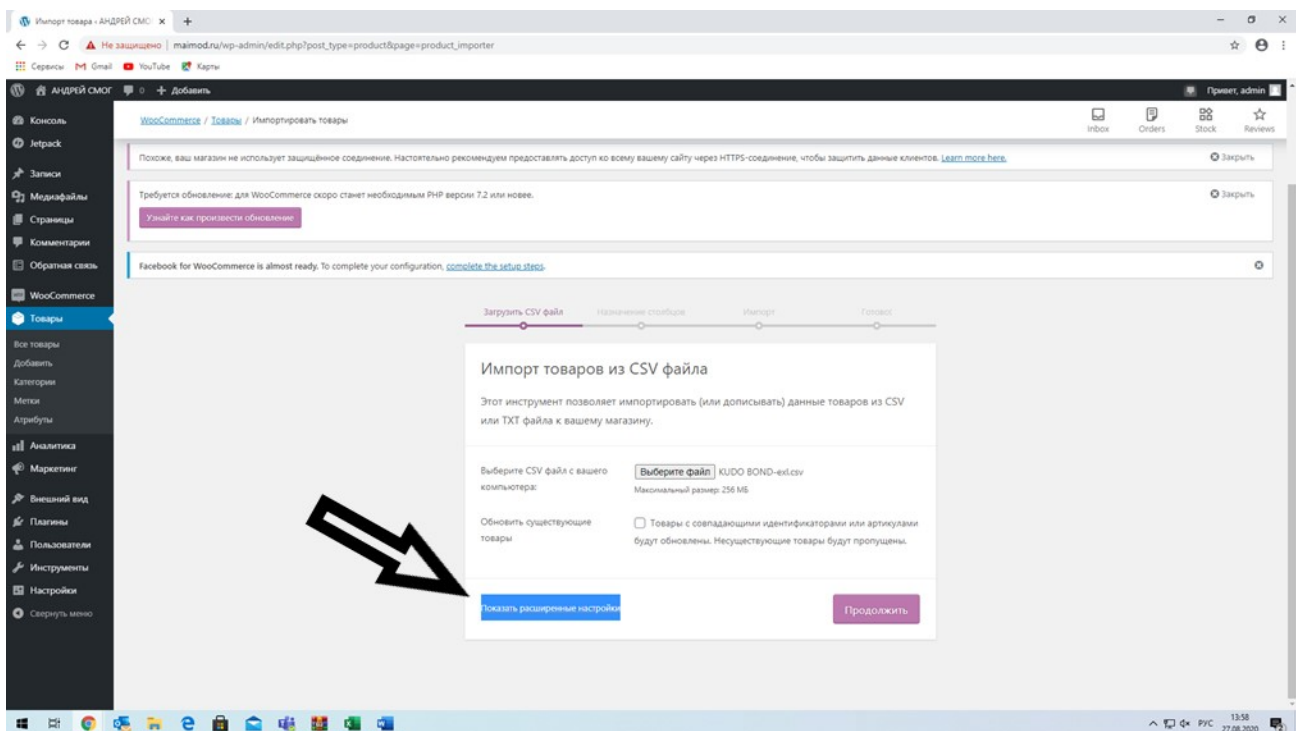 Импорт товара ‹ АНДРЕЙ СМО
Не защищено | maimod.ru/wp-admin/edit.php?post_type=product&page=product_importer
Сервисы Gmail YouTube Карты
АНДРЕЙ СМОГ 0 + Добавить Привет, admin
Консоль
Jetpack
Записи
Медиафайлы
Страницы
Комментарии
Обратная связь
WooCommerce
Товары
Все товары
Добавить
Категории
Метки
Атрибуты
Аналитика
Маркетинг
Внешний вид
Плагины
Пользователи
Инструменты
Настройки
Свернуть меню
WooCommerce / Товары / Импортировать товары
Inbox Orders Stock Reviews
Похоже, ваш магазин не использует защищённое соединение. Настоятельно рекомендуем предоставлять доступ ко всему вашему сайту через HTTPS-соединение, чтобы защитить данные клиентов. Learn more here. Закрыть
Требуется обновление: для WooCommerce скоро станет необходимым PHP версии 7.2 или новее. Закрыть
Узнайте как произвести обновление
Facebook for WooCommerce is almost ready. To complete your configuration, complete the setup steps.
Загрузить CSV файл Назначение столбцов Импорт Готово!
Импорт товаров из CSV файла
Этот инструмент позволяет импортировать (или дописывать) данные товаров из CSV
или TXT файла к вашему магазину.
Выберите CSV файл с вашего
компьютера:
Выберите файл KUDO BOND-exl.csv
Максимальный размер: 256 МБ
Обновить существующие
товары
Товары с совпадающими идентификаторами или артикулами
будут обновлены. Несуществующие товары будут пропущены.
Показать расширенные настройки
Продолжить
РУС
13:58
27.08.2020